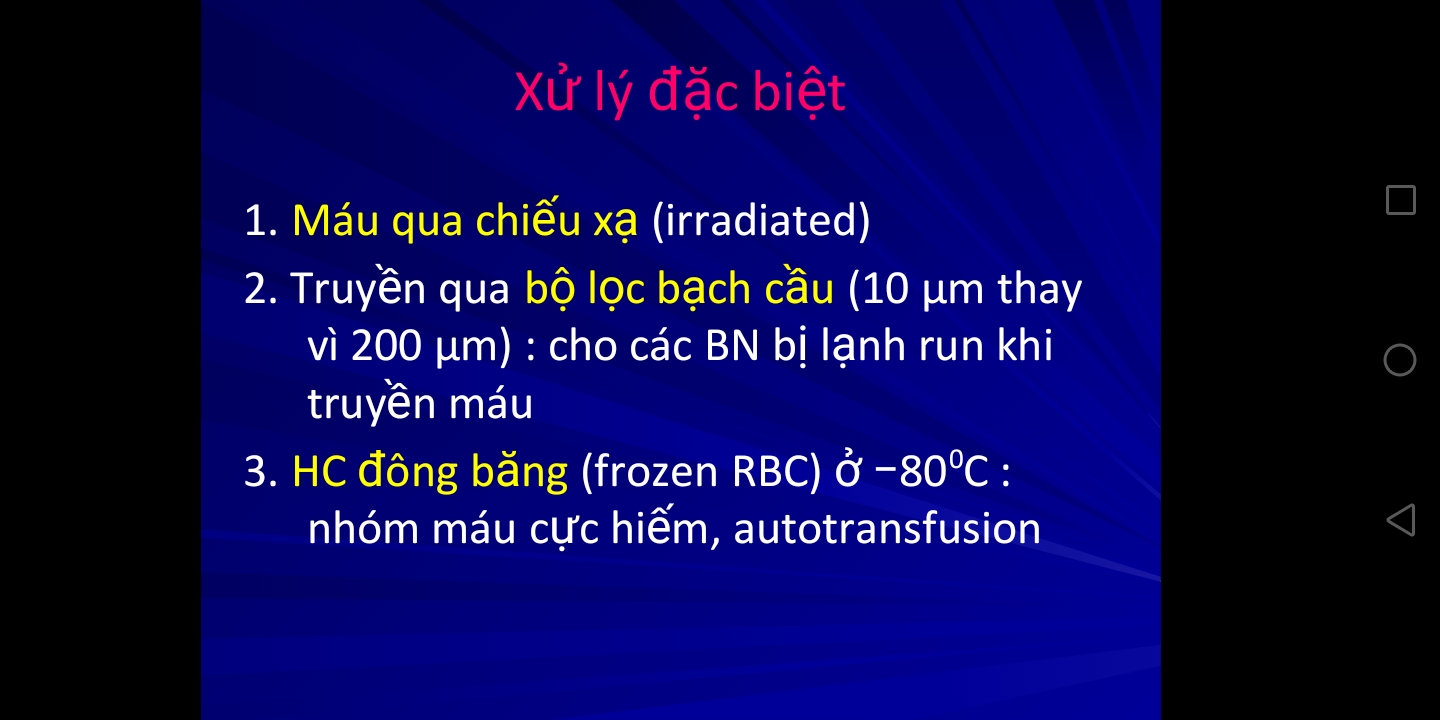 Xử lý đặc biệt
1. Máu qua chiếu xạ (irradiated)
2. Truyền qua bộ lọc bạch cầu (10 μm thay
vì 200 μm) : cho các BN bị lạnh run khi
truyền máu
3. HC đông băng (frozen RBC) ở −80⁰C :
nhóm máu cực hiếm, autotransfusion